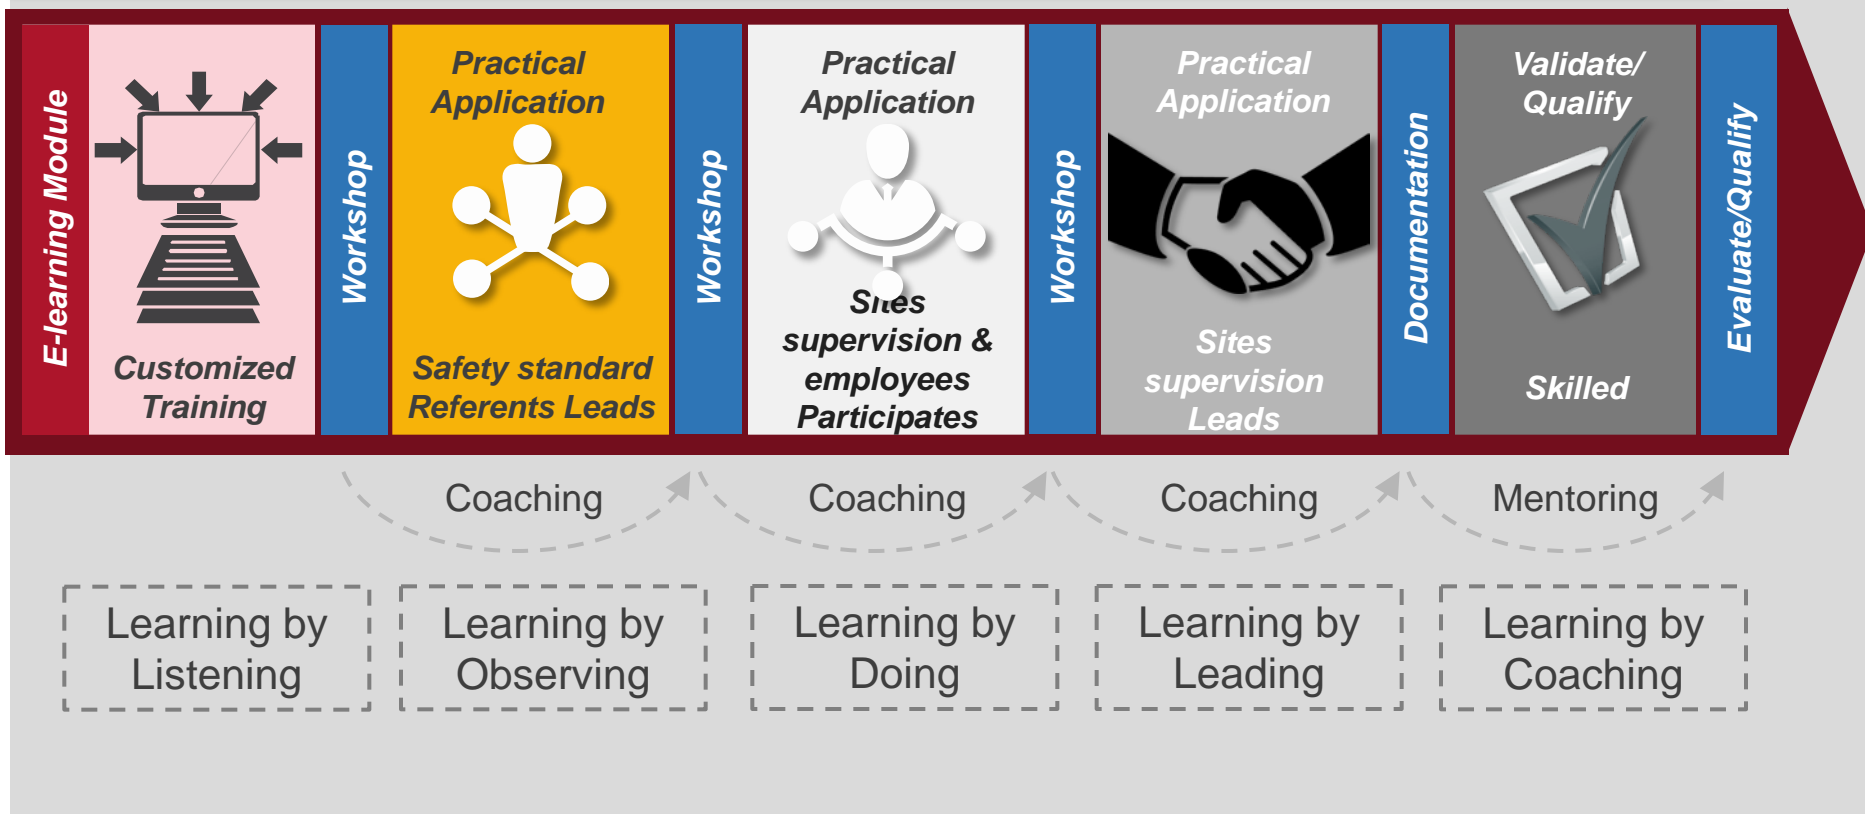 E-learning Module
Customized
Training
Workshop
Practical
Application
Safety standard
Referents Leads
Workshop
Practical
Application
Sites
supervision &
employees
Participates
Workshop
Practical
Application
Sites
supervision
Leads
Documentation
Validate/
Qualify
Skilled
Evaluate/Qualify
Coaching
Coaching
Coaching
Mentoring
Learning by
Listening
Learning by
Observing
Learning by
Doing
Learning by
Leading
Learning by
Coaching